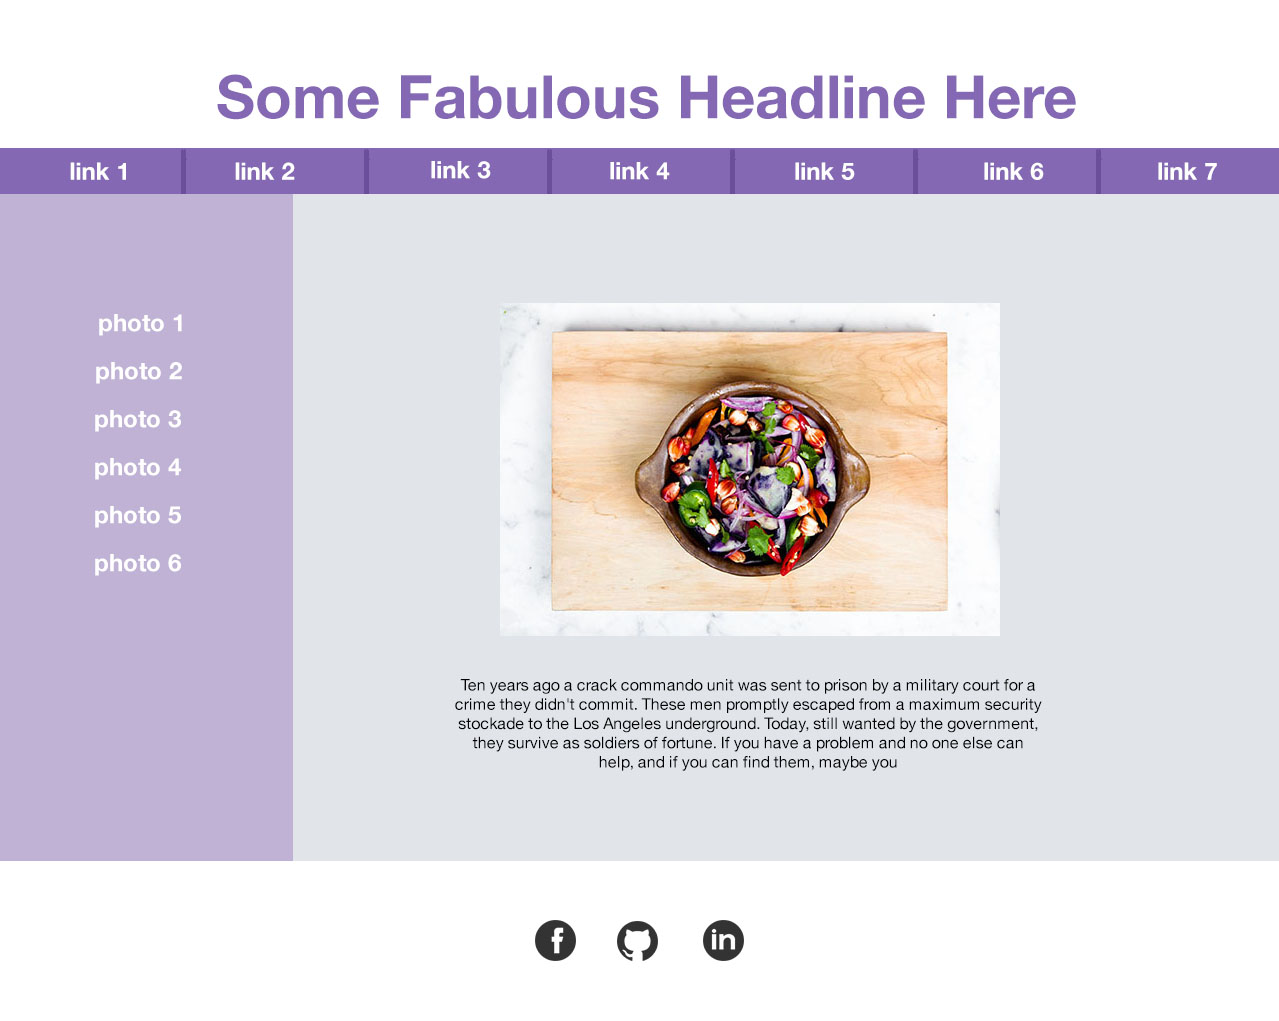 Some Fabulous Headline Here
link 1 link 2 link 3 link 4 link 5 link 6 link 7
photo 1
photo 2
photo 3
photo 4
photo 5
photo 6
Ten years ago a crack commando unit was sent to prison by a military court for a
crime they didn't commit. These men promptly escaped from a maximum security
stockade to the Los Angeles underground. Today, still wanted by the government,
they survive as soldiers of fortune. If you have a problem and no one else can
help, and if you can find them, maybe you
f in